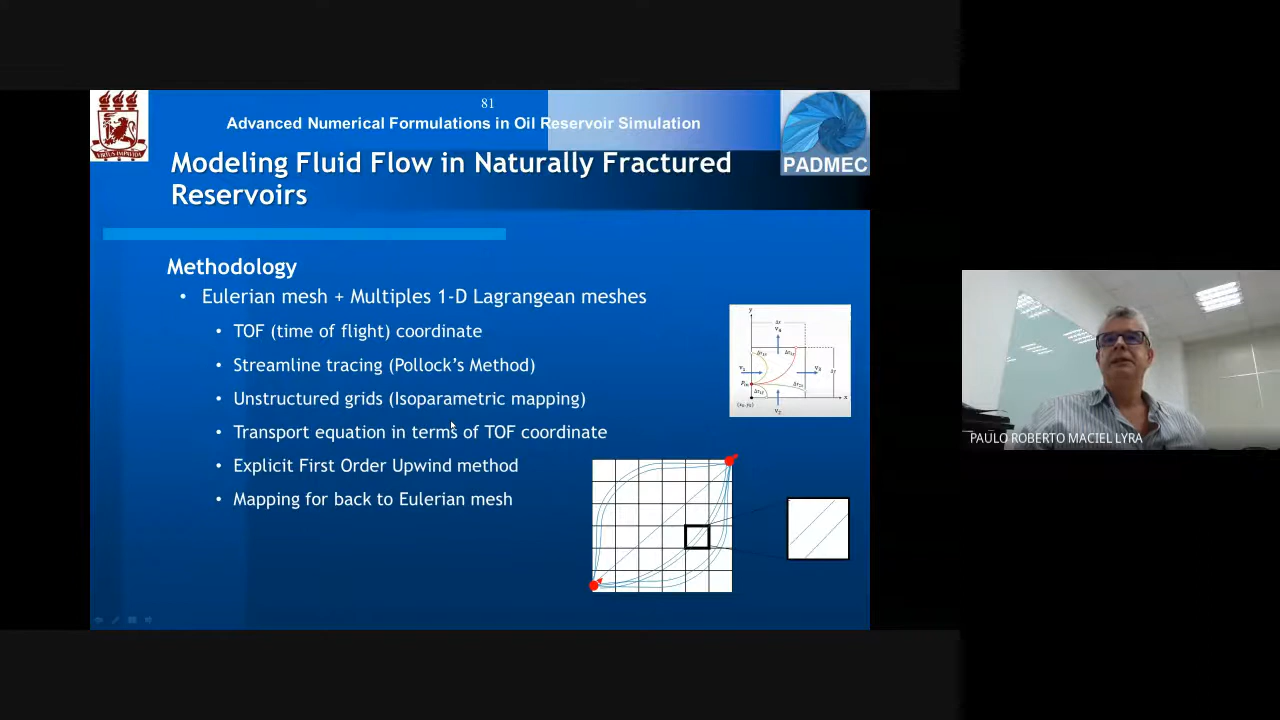 81
Advanced Numerical Formulations in Oil Reservoir Simulation
Modeling Fluid Flow in Naturally Fractured
Reservoirs
PADMEC
Methodology
• Eulerian mesh + Multiples 1-D Lagrangean meshes
• TOF (time of flight) coordinate
• Streamline tracing (Pollock's Method)
• Unstructured grids (Isoparametric mapping)
• Transport equation in terms of TOF coordinate
• Explicit First Order Upwind method
• Mapping for back to Eulerian mesh
y
x
PAULO ROBERTO MACIEL LYRA